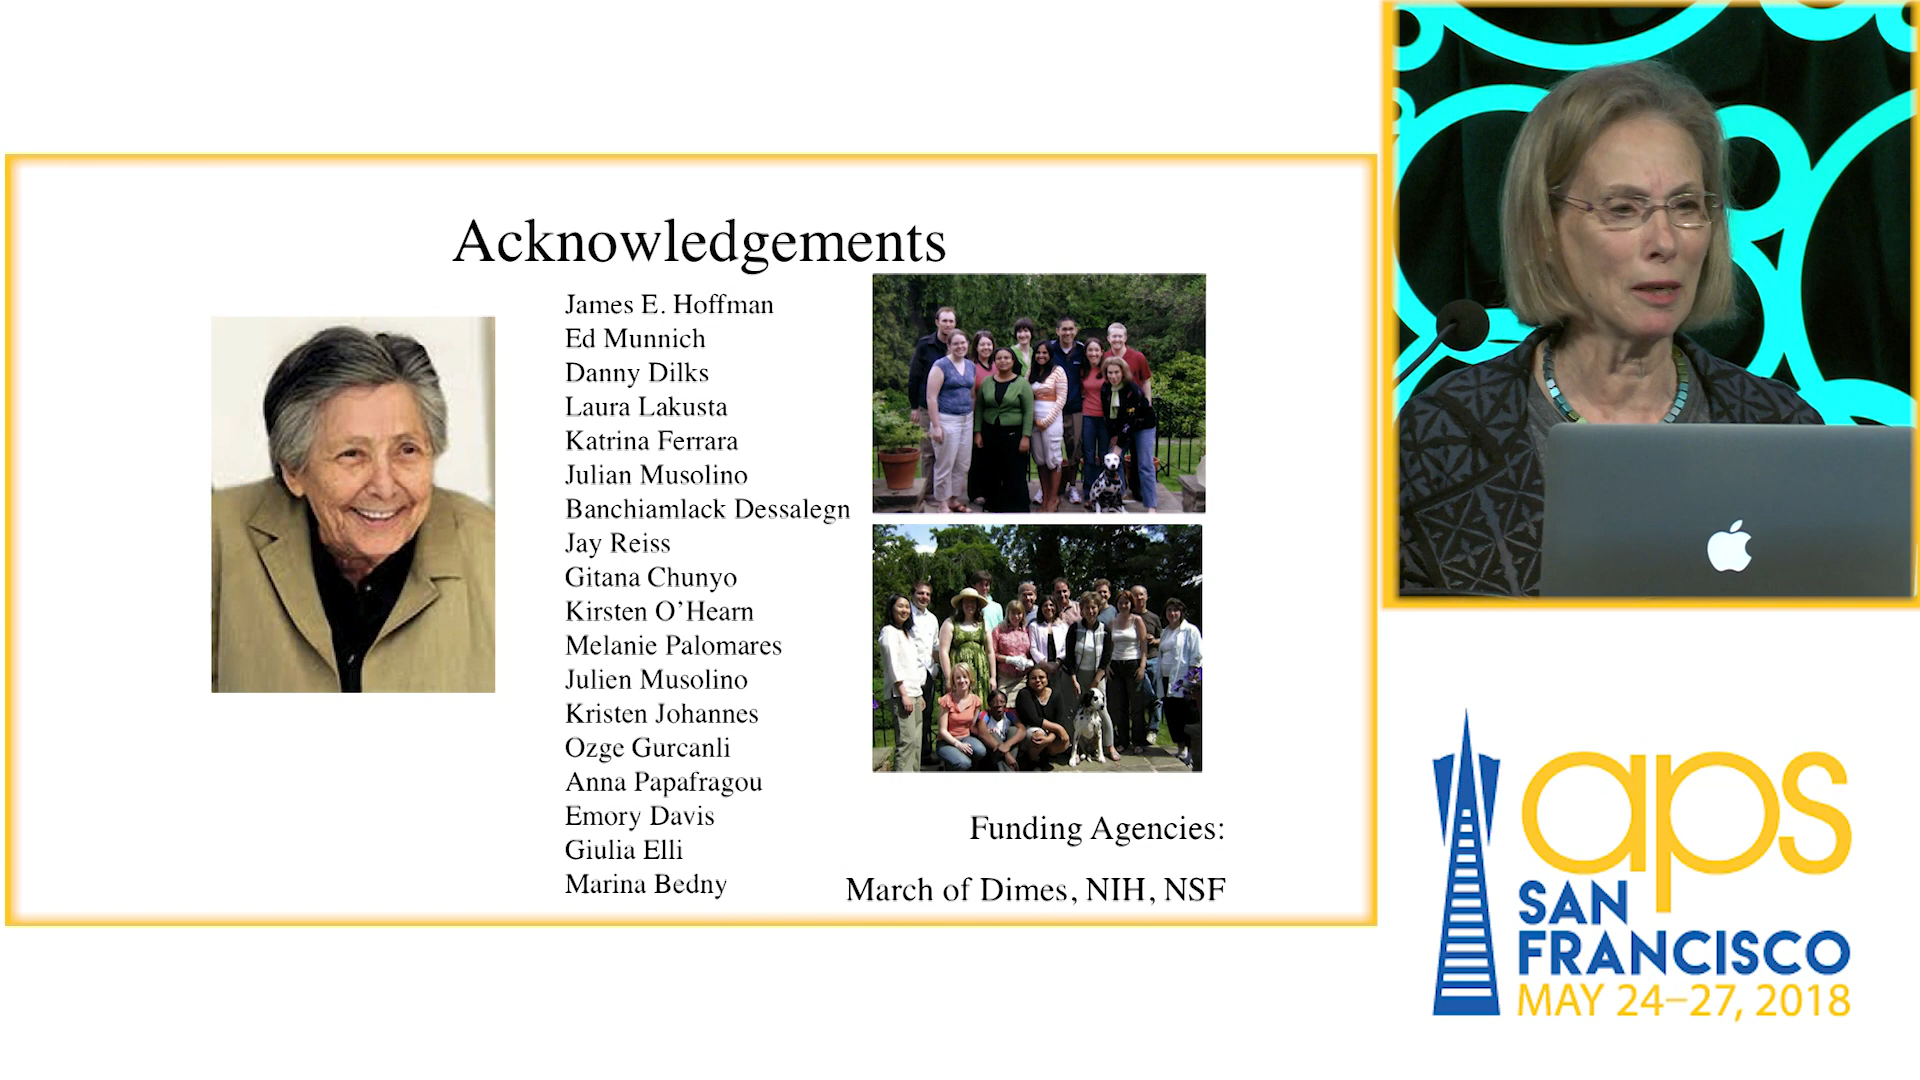 Acknowledgements
James E. Hoffman
Ed Munnich
Danny Dilks
Laura Lakusta
Katrina Ferrara
Julian Musolino
Banchiamlack Dessalegn
Jay Reiss
Gitana Chunyo
Kirsten O’Hearn
Melanie Palomares
Julien Musolino
Kristen Johannes
Ozge Gurcanli
Anna Papafragou
Emory Davis
Giulia Elli
Marina Bedny
Funding Agencies:
March of Dimes, NIH, NSF
aps
SAN
FRANCISCO
MAY 24–27, 2018